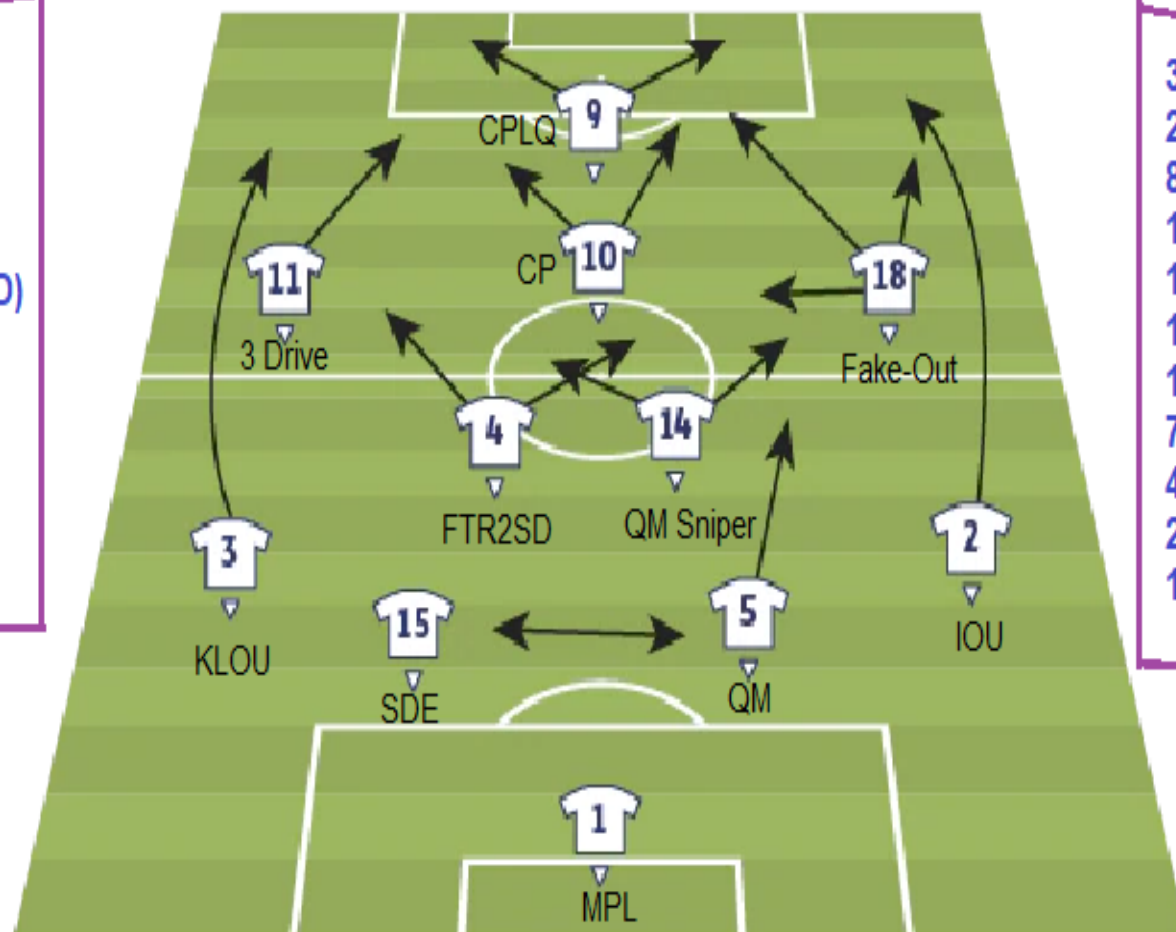 9
CPLQ
10
CP
11
3 Drive
18
Fake-Out
4
FTR2SD
14
QM Sniper
3
KLOU
15
SDE
5
QM
2
IOU
1
MPL